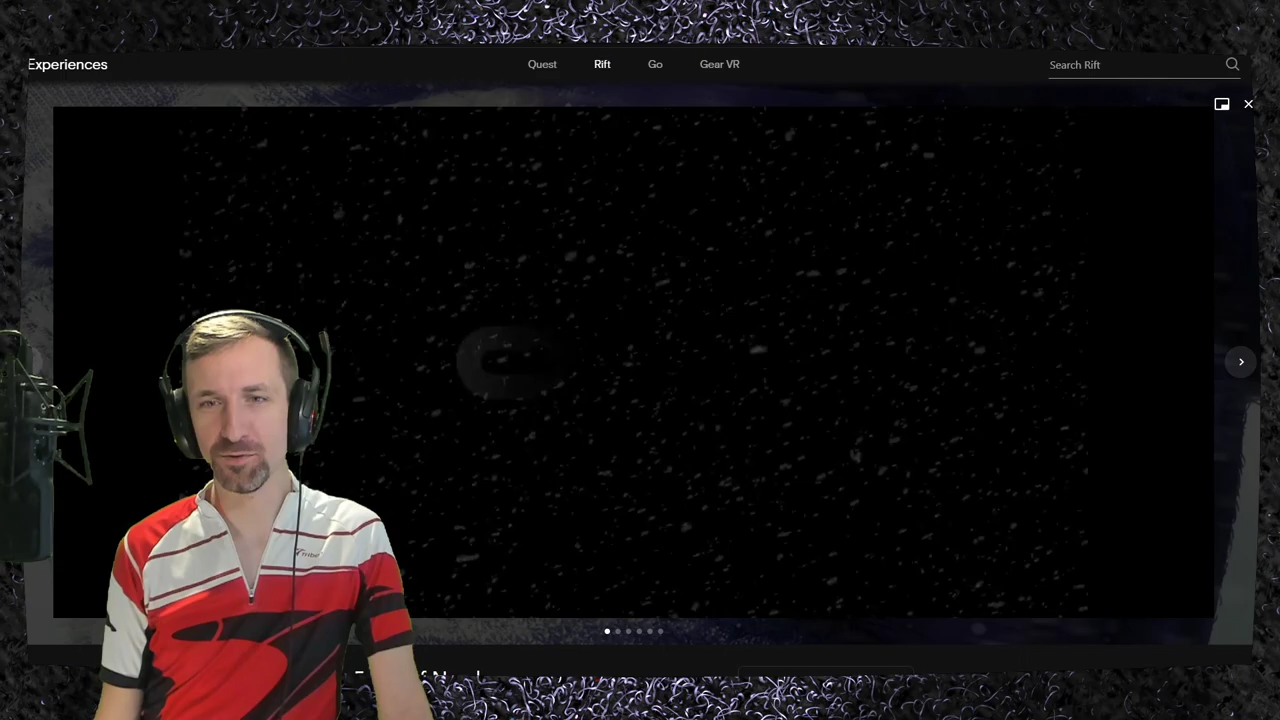 Experiences
Quest
Rift
Go
Gear VR
Search Rift